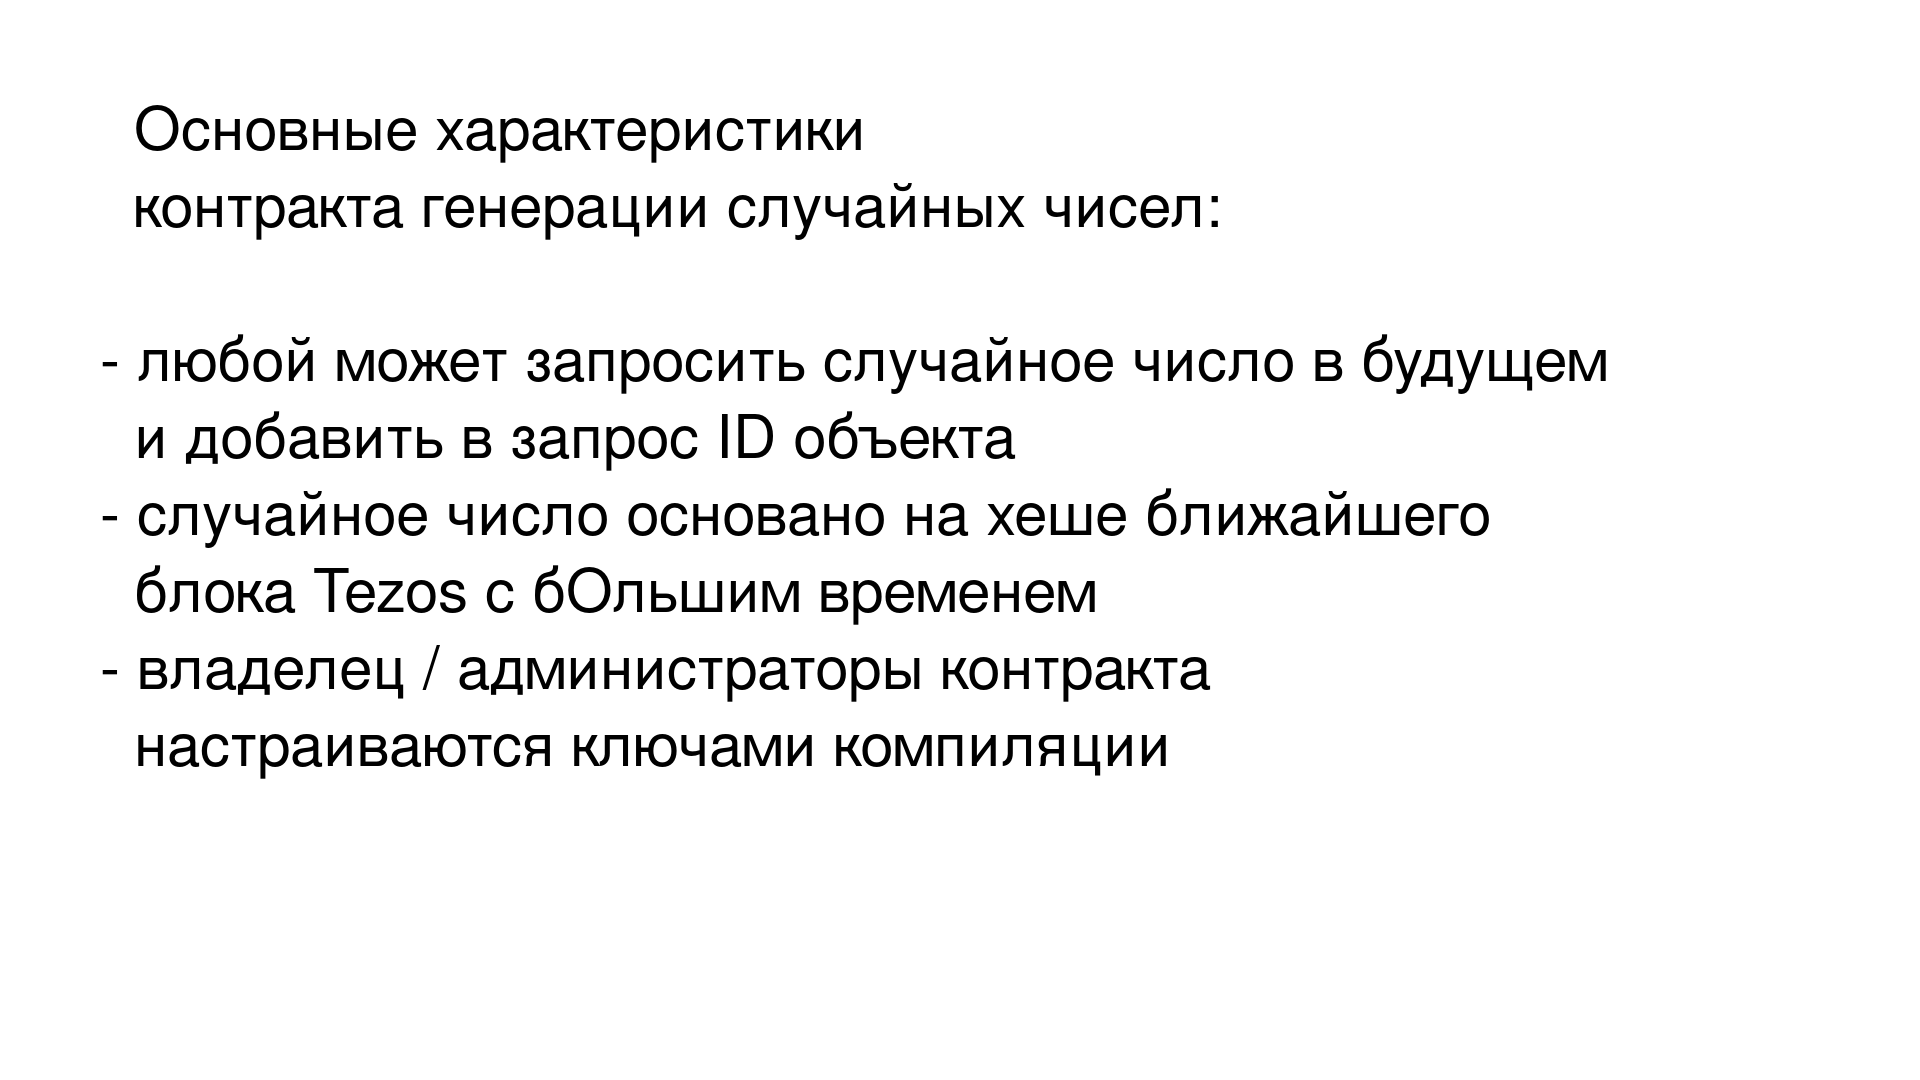 Основные характеристики
контракта генерации случайных чисел:
- любой может запросить случайное число в будущем
и добавить в запрос ID объекта
- случайное число основано на хеше ближайшего
блока Tezos с бОльшим временем
- владелец / администраторы контракта
настраиваются ключами компиляции